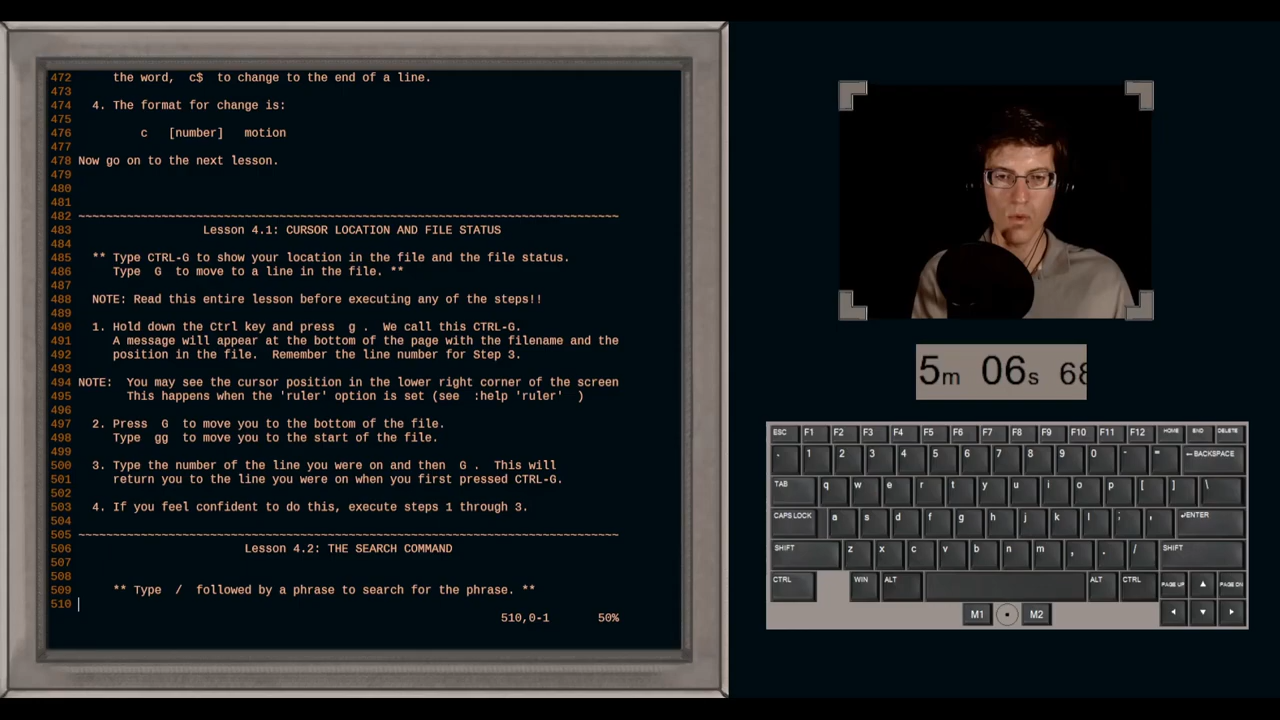 472 the word, c$ to change to the end of a line.
473
474 4. The format for change is:
475
476 c [number] motion
477
478 Now go on to the next lesson.
479
480
481
482 ~~~~~~~~~~~~~~~~~~~~~~~~~~~~~~~~~~~~~~~~~~~~~~~~~~~~~~~~~~~~~~~~~~~~~~~~~~~~~~
483 Lesson 4.1: CURSOR LOCATION AND FILE STATUS
484
485 ** Type CTRL-G to show your location in the file and the file status.
486 Type G to move to a line in the file. **
487
488 NOTE: Read this entire lesson before executing any of the steps!!
489
490 1. Hold down the Ctrl key and press g . We call this CTRL-G.
491 A message will appear at the bottom of the page with the filename and the
492 position in the file. Remember the line number for Step 3.
493
494 NOTE: You may see the cursor position in the lower right corner of the screen
495 This happens when the 'ruler' option is set (see :help 'ruler' )
496
497 2. Press G to move you to the bottom of the file.
498 Type gg to move you to the start of the file.
499
500 3. Type the number of the line you were on and then G . This will
501 return you to the line you were on when you first pressed CTRL-G.
502
503 4. If you feel confident to do this, execute steps 1 through 3.
504
505 ~~~~~~~~~~~~~~~~~~~~~~~~~~~~~~~~~~~~~~~~~~~~~~~~~~~~~~~~~~~~~~~~~~~~~~~~~~~~~~
506 Lesson 4.2: THE SEARCH COMMAND
507
508
509 ** Type / followed by a phrase to search for the phrase. **
510
510,0-1 50%
5m 06s 68
ESC F1 F2 F3 F4 F5 F6 F7 F8 F9 F10 F11 F12 HOME END DELETE
. 1 2 3 4 5 6 7 8 9 0 - = ←BACKSPACE
TAB q w e r t y u i o p [ ] \
CAPS LOCK a s d f g h j k l ; , ↵ENTER
SHIFT z x c v b n m , . / SHIFT
CTRL WIN ALT ALT CTRL PAGE UP ▲ PAGE DN
M1 M2 ◄ ▼ ►